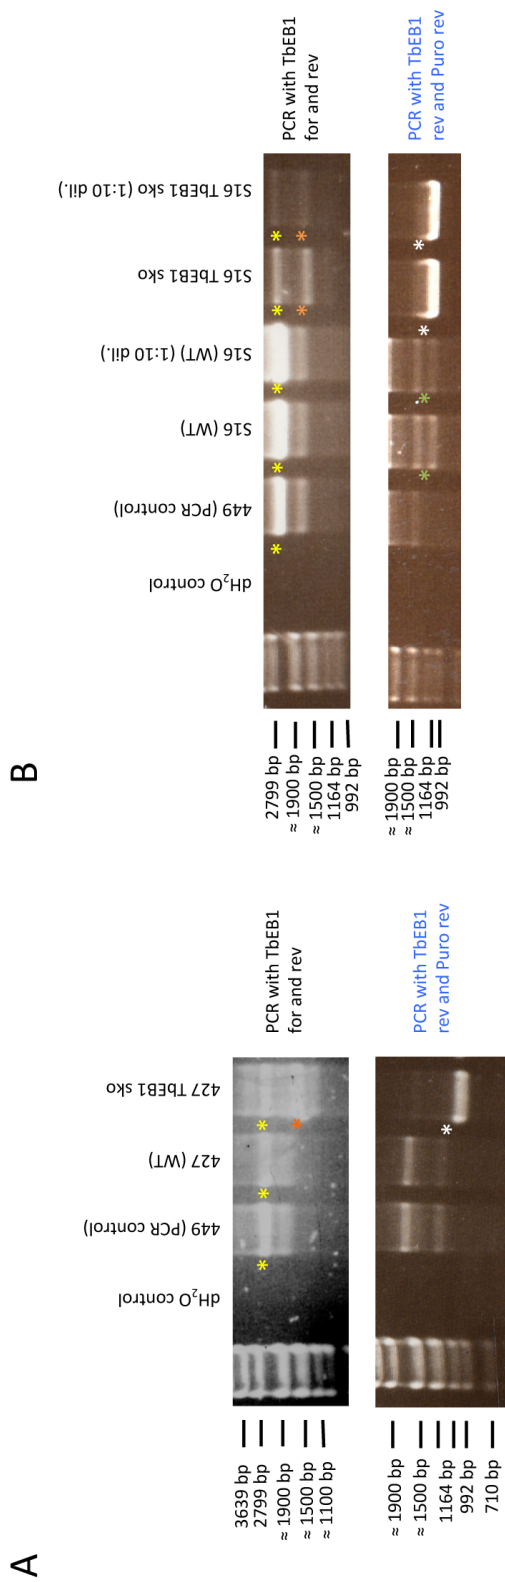 A
3639 bp
2799 bp
≈ 1900 bp
≈ 1500 bp
≈ 1100 bp
dH₂O control
449 (PCR control)
427 (WT)
427 TbEB1 sko
PCR with TbEB1
for and rev
≈ 1900 bp
≈ 1500 bp
1164 bp
992 bp
710 bp
PCR with TbEB1
rev and Puro rev
B
2799 bp
≈ 1900 bp
≈ 1500 bp
1164 bp
992 bp
dH₂O control
449 (PCR control)
S16 (WT)
S16 (WT) (1:10 dil.)
S16 TbEB1 sko
S16 TbEB1 sko (1:10 dil.)
PCR with TbEB1
for and rev
≈ 1900 bp
≈ 1500 bp
1164 bp
992 bp
PCR with TbEB1
rev and Puro rev